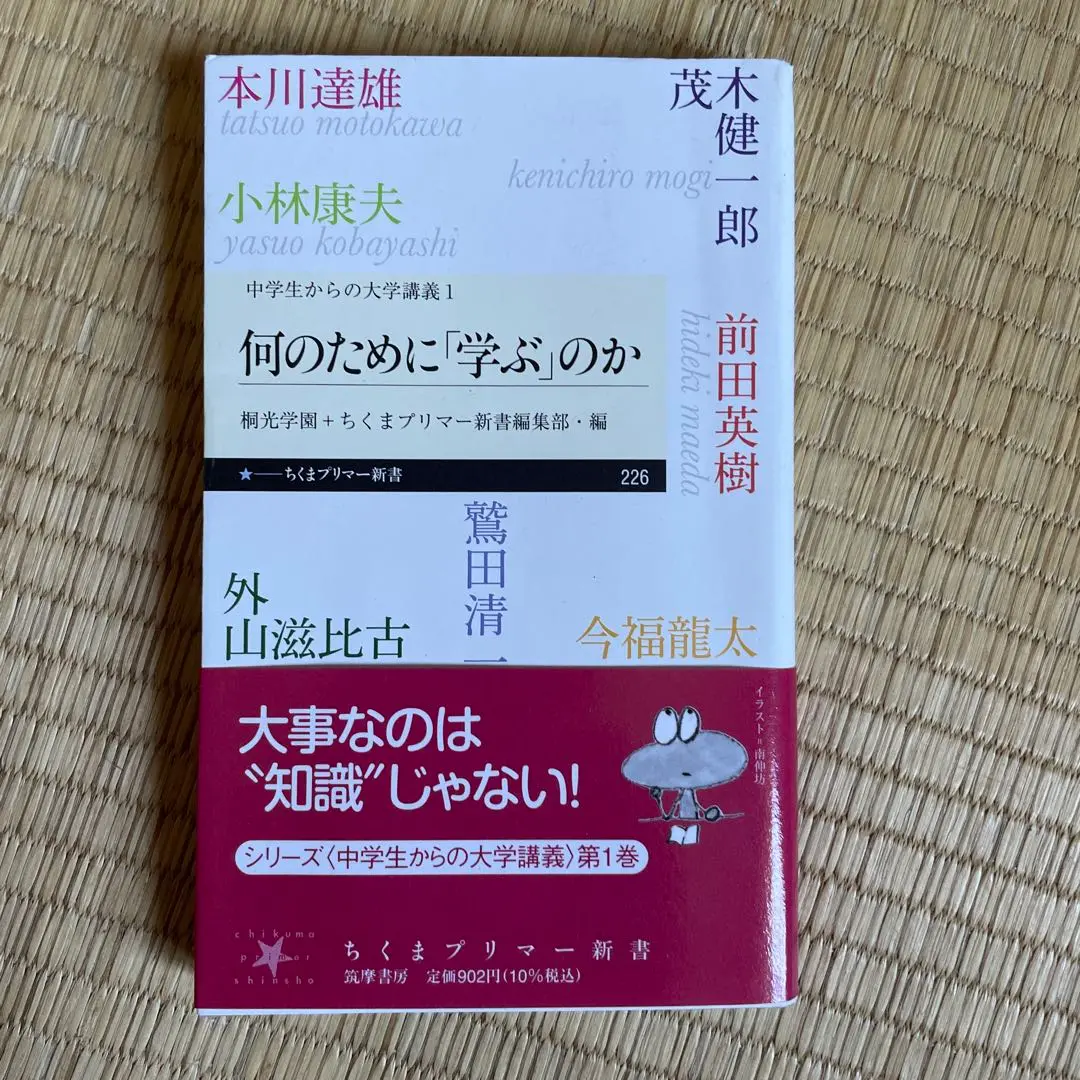 本川達雄
tatsuo motokawa
茂木健一郎
kenichiro mogi
小林康夫
yasuo kobayashi
前田英樹
hideki maeda
中学生からの大学講義1
何のために「学ぶ」のか
桐光学園+ちくまプリマー新書編集部・編
★――ちくまプリマー新書
226
鷲田清一
外山滋比古
今福龍太
大事なのは
“知識”じゃない!
シリーズ〈中学生からの大学講義〉第1巻
イラスト=南伸坊
chikuma
primer
shinsho
ちくまプリマー新書
筑摩書房 定価902円(10%税込)